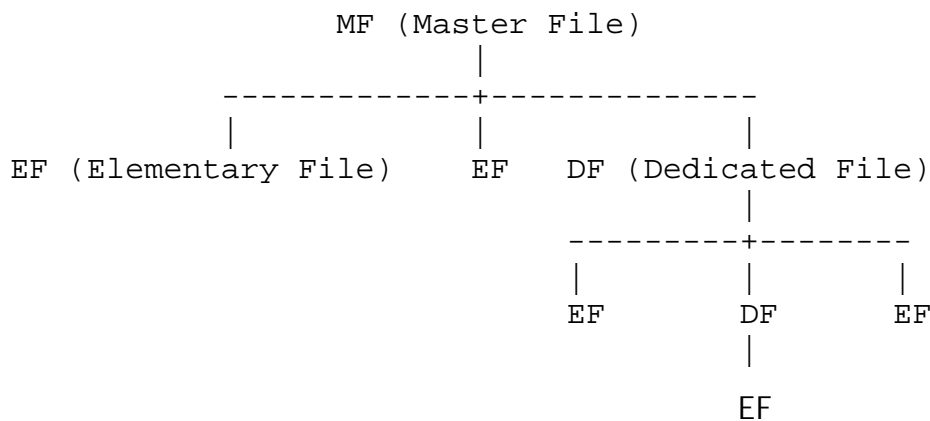 MF (Master File)
|
-------------+--------------
| | |
EF (Elementary File) EF DF (Dedicated File)
|
---------+--------
| | |
EF DF EF
|
EF